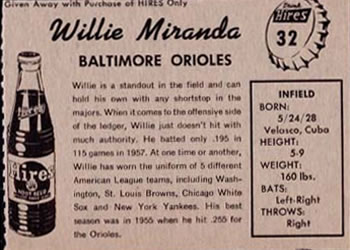 Given Away with Purchase of HIRES Only
Willie Miranda
BALTIMORE ORIOLES
Drink
Hires
32
Willie is a standout in the field and can
hold his own with any shortstop in the
majors. When it comes to the offensive side
of the ledger, Willie just doesn't hit with
much authority. He batted only .195 in
115 games in 1957. At one time or another,
Willie has worn the uniform of 5 different
American League teams, including Wash-
ington, St. Louis Browns, Chicago White
Sox and New York Yankees. His best
season was in 1955 when he hit .255 for
the Orioles.
INFIELD
BORN:
5/24/28
Velosco, Cuba
HEIGHT:
5-9
WEIGHT:
160 lbs.
BATS:
Left-Right
THROWS:
Right
Hires